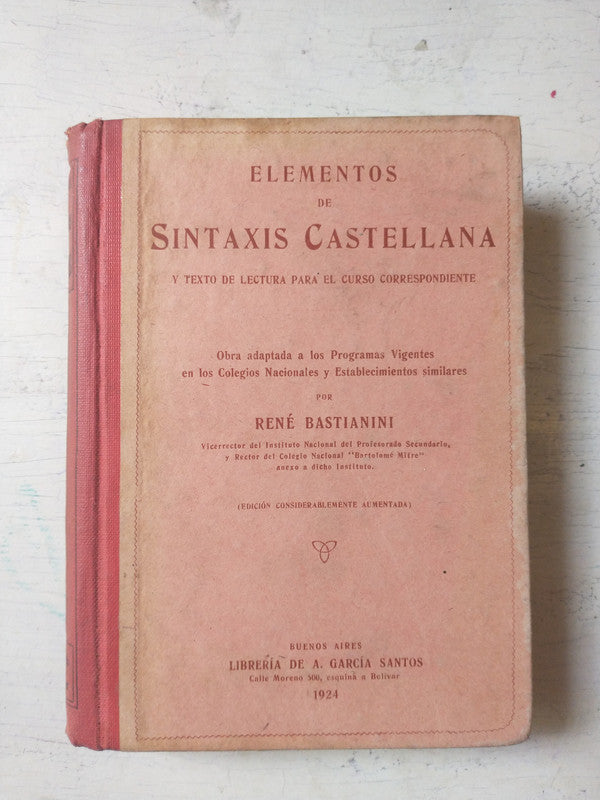 ELEMENTOS
DE
SINTAXIS CASTELLANA
Y TEXTO DE LECTURA PARA EL CURSO CORRESPONDIENTE
Obra adaptada a los Programas Vigentes
en los Colegios Nacionales y Establecimientos similares
POR
RENÉ BASTIANINI
Vicerrector del Instituto Nacional del Profesorado Secundario,
y Rector del Colegio Nacional "Bartolomé Mitre"
anexo a dicho Instituto.
(EDICIÓN CONSIDERABLEMENTE AUMENTADA)
BUENOS AIRES
LIBRERÍA DE A. GARCÍA SANTOS
Calle Moreno 500, esquina a Bolívar
1924